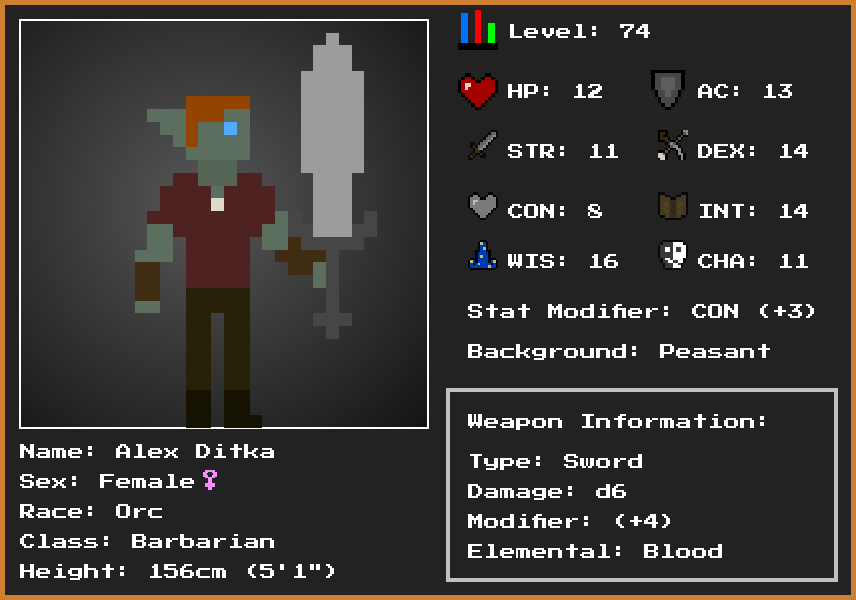 Level: 74
HP: 12
AC: 13
STR: 11
DEX: 14
CON: 8
INT: 14
WIS: 16
CHA: 11
Stat Modifier: CON (+3)
Background: Peasant
Weapon Information:
Type: Sword
Damage: d6
Modifier: (+4)
Elemental: Blood
Name: Alex Ditka
Sex: Female♀
Race: Orc
Class: Barbarian
Height: 156cm (5'1")